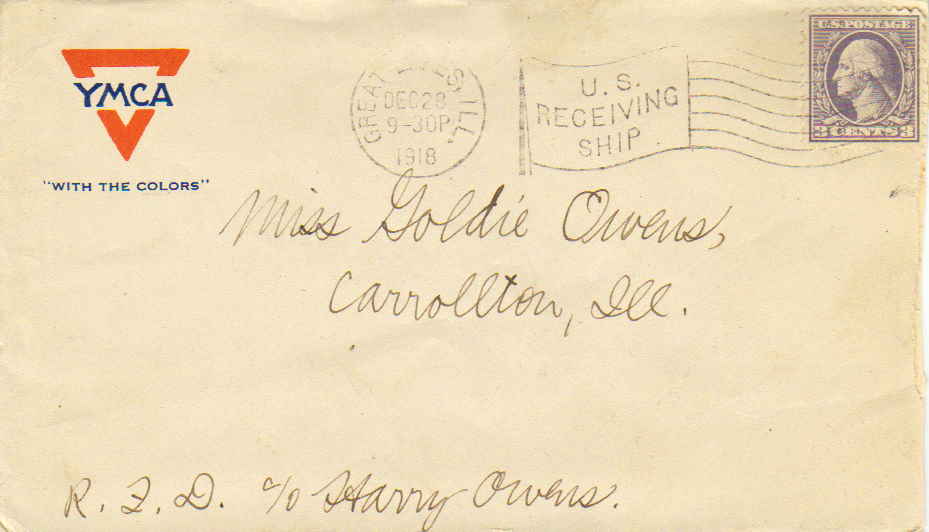 YMCA
"WITH THE COLORS"
GREAT LAKES ILL.
DEC 28
9-30P
1918
U.S.
RECEIVING
SHIP
U.S. POSTAGE
3 CENTS 3
Miss Goldie Owens,
Carrollton, Ill.
R. F. D. c/o Harry Owens.